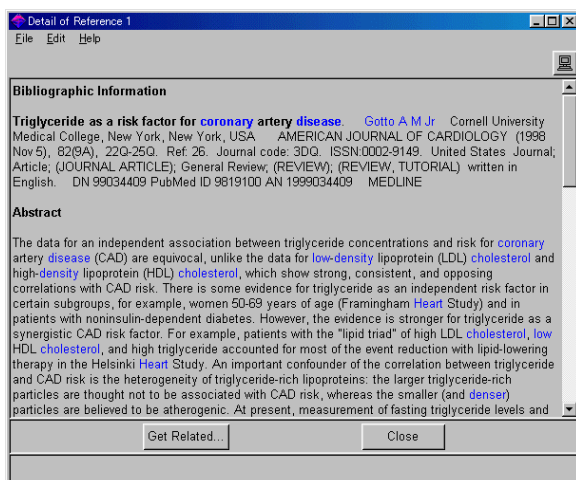 Detail of Reference 1
File Edit Help
Bibliographic Information
Triglyceride as a risk factor for coronary artery disease. Gotto A M Jr Cornell University
Medical College, New York, New York, USA AMERICAN JOURNAL OF CARDIOLOGY (1998
Nov 5), 82(9A), 22Q-25Q. Ref: 26. Journal code: 3DQ. ISSN:0002-9149. United States Journal;
Article; (JOURNAL ARTICLE); General Review; (REVIEW); (REVIEW, TUTORIAL) written in
English. DN 99034409 PubMed ID 9819100 AN 1999034409 MEDLINE
Abstract
The data for an independent association between triglyceride concentrations and risk for coronary
artery disease (CAD) are equivocal, unlike the data for low-density lipoprotein (LDL) cholesterol and
high-density lipoprotein (HDL) cholesterol, which show strong, consistent, and opposing
correlations with CAD risk. There is some evidence for triglyceride as an independent risk factor in
certain subgroups, for example, women 50-69 years of age (Framingham Heart Study) and in
patients with noninsulin-dependent diabetes. However, the evidence is stronger for triglyceride as a
synergistic CAD risk factor. For example, patients with the "lipid triad" of high LDL cholesterol, low
HDL cholesterol, and high triglyceride accounted for most of the event reduction with lipid-lowering
therapy in the Helsinki Heart Study. An important confounder of the correlation between triglyceride
and CAD risk is the heterogeneity of triglyceride-rich lipoproteins: the larger triglyceride-rich
particles are thought not to be associated with CAD risk, whereas the smaller (and denser)
particles are believed to be atherogenic. At present, measurement of fasting triglyceride levels and
Get Related... Close